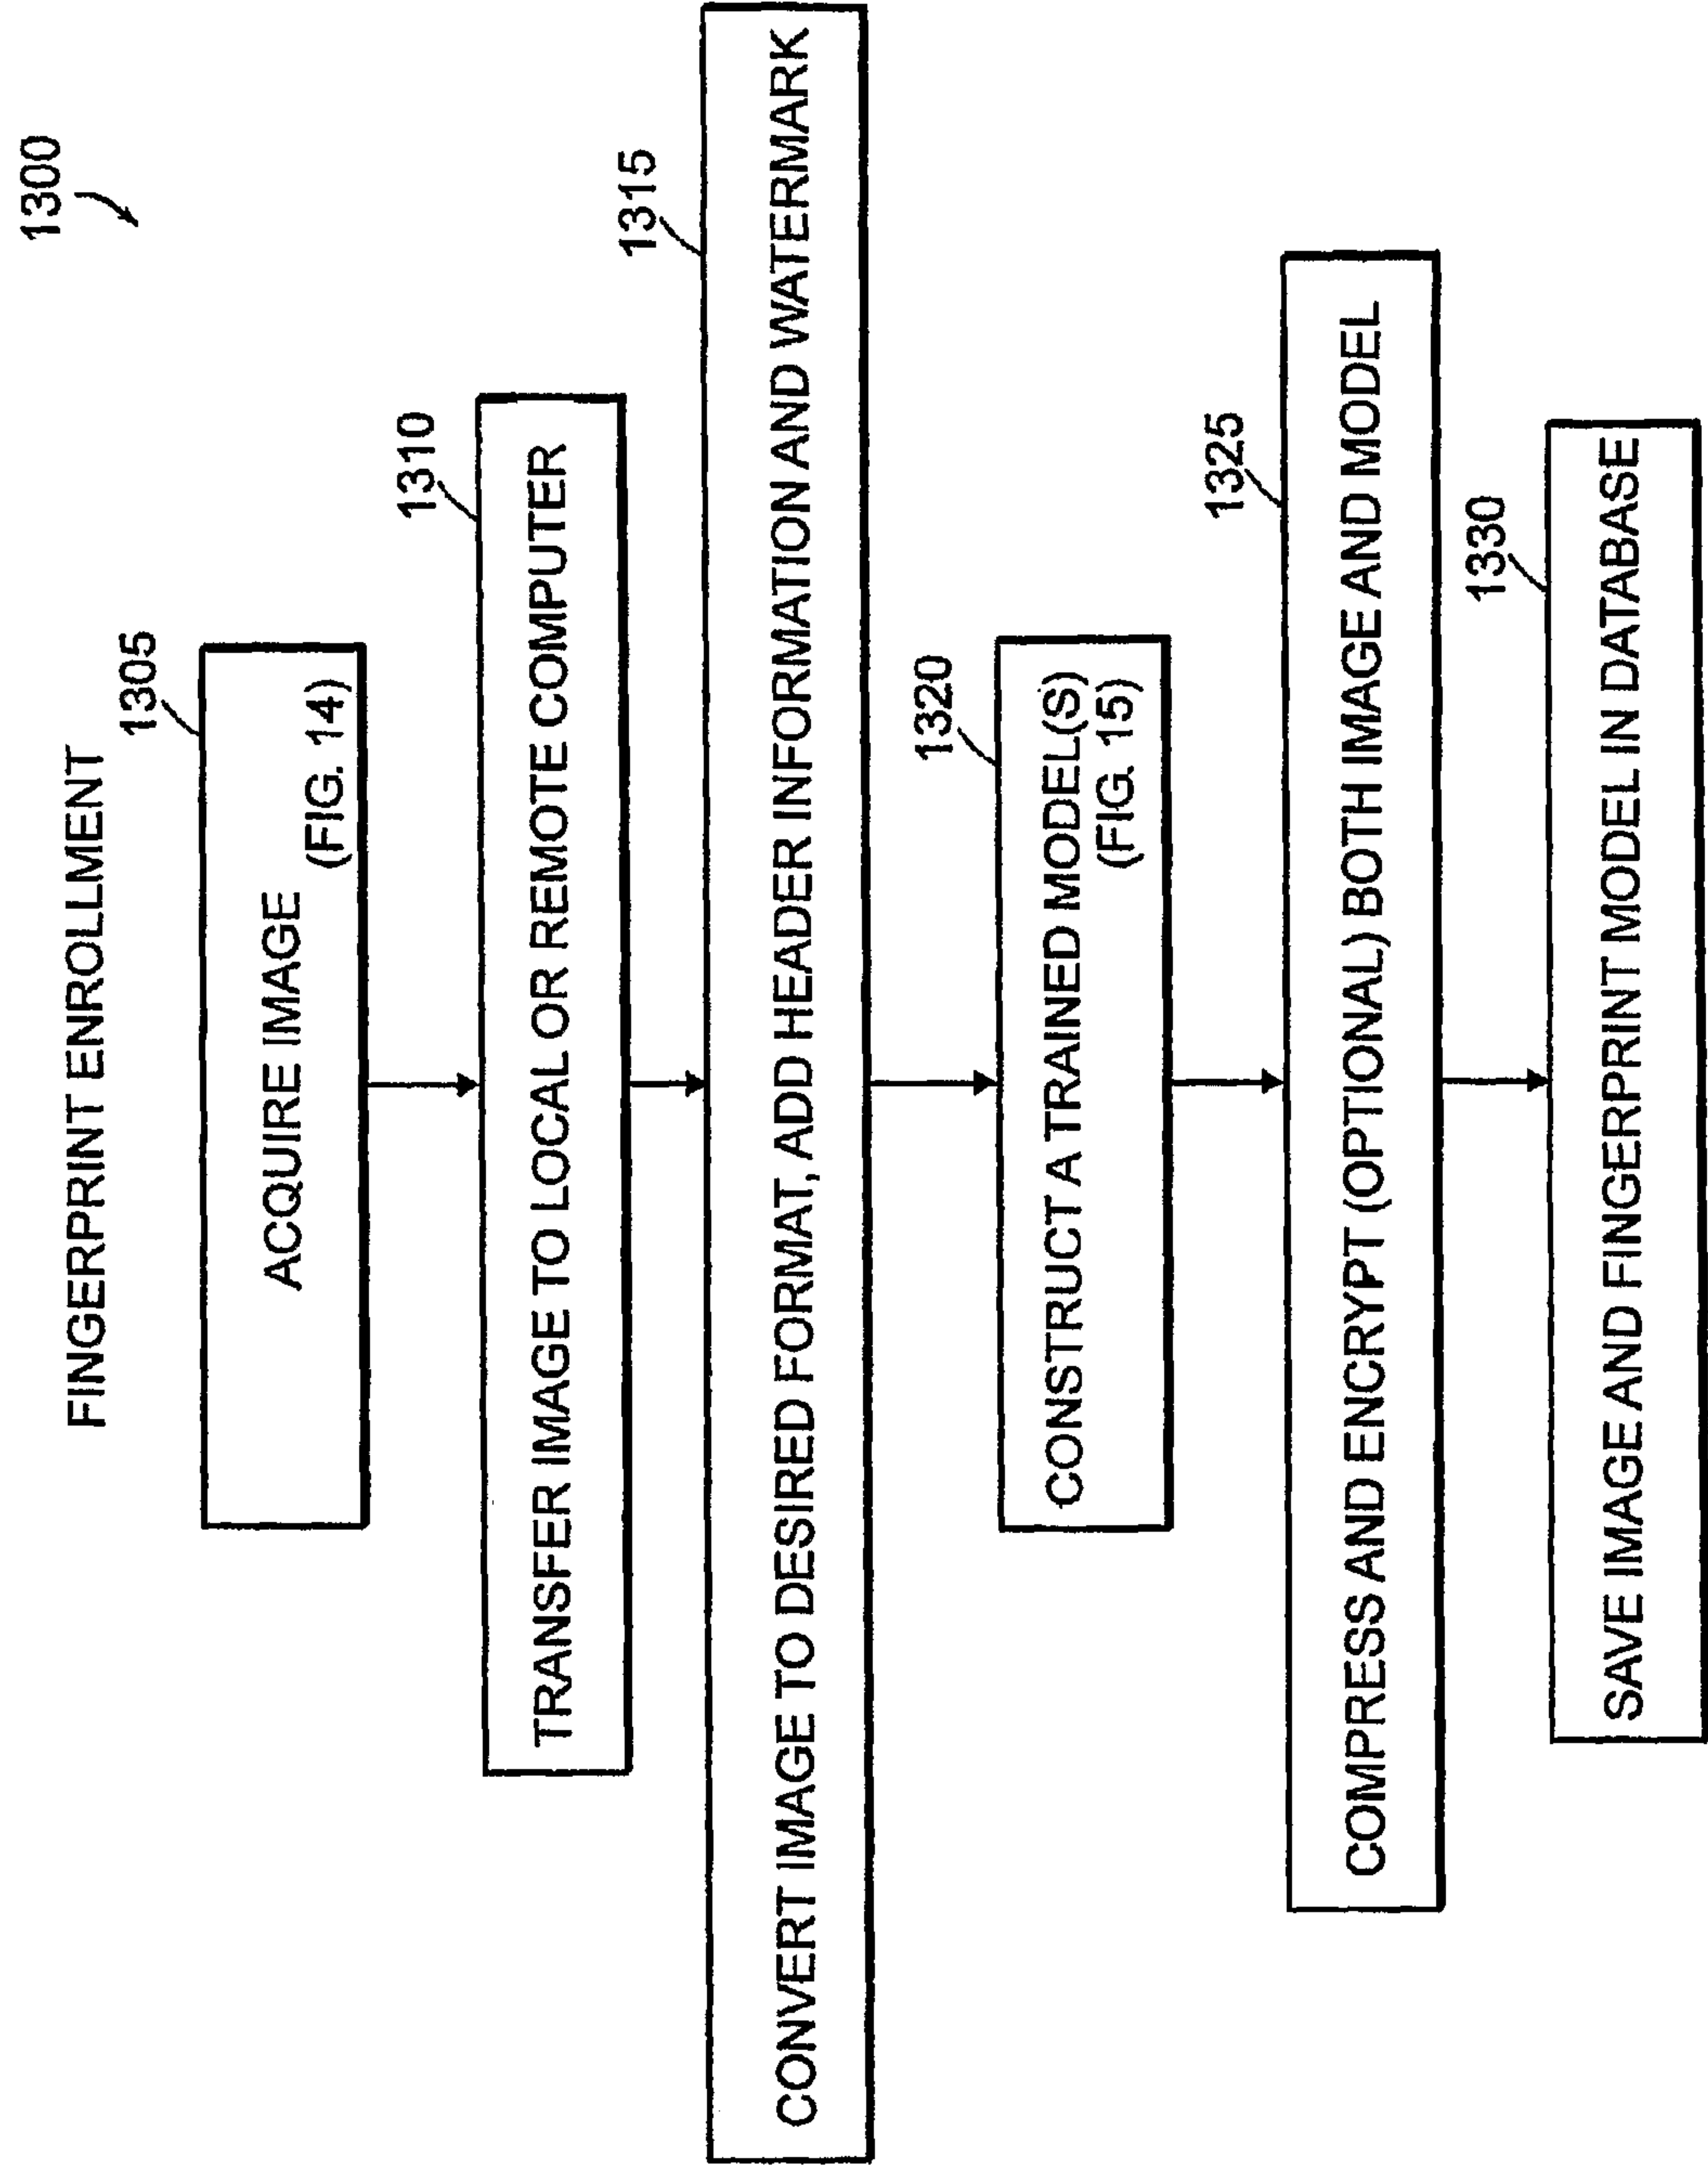 1300
FINGERPRINT ENROLLMENT
1305
ACQUIRE IMAGE
(FIG. 14)
1310
TRANSFER IMAGE TO LOCAL OR REMOTE COMPUTER
1315
CONVERT IMAGE TO DESIRED FORMAT, ADD HEADER INFORMATION AND WATERMARK
1320
CONSTRUCT A TRAINED MODEL(S)
(FIG. 15)
1325
COMPRESS AND ENCRYPT (OPTIONAL) BOTH IMAGE AND MODEL
1330
SAVE IMAGE AND FINGERPRINT MODEL IN DATABASE